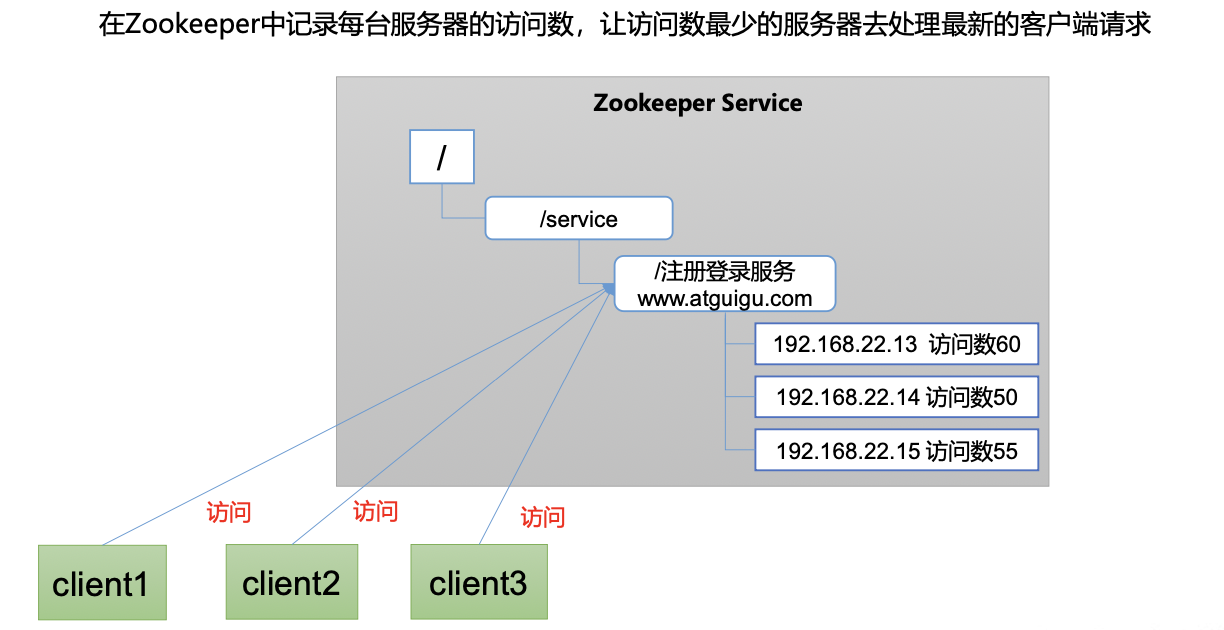 在Zookeeper中记录每台服务器的访问数，让访问数最少的服务器去处理最新的客户端请求
Zookeeper Service
/
/service
/注册登录服务
www.atguigu.com
192.168.22.13 访问数60
192.168.22.14 访问数50
192.168.22.15 访问数55
访问
访问
访问
client1
client2
client3